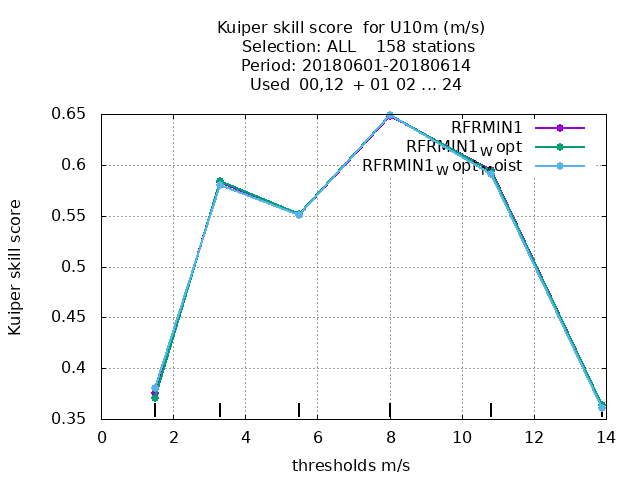 Kuiper skill score  for U10m (m/s)
Selection: ALL    158 stations
Period: 20180601-20180614
Used  00,12  + 01 02 ... 24
0.65
0.6
0.55
0.5
0.45
0.4
0.35
Kuiper skill score
RFRMIN1
RFRMIN1W opt
RFRMIN1W opt oist
0 2 4 6 8 10 12 14
thresholds m/s